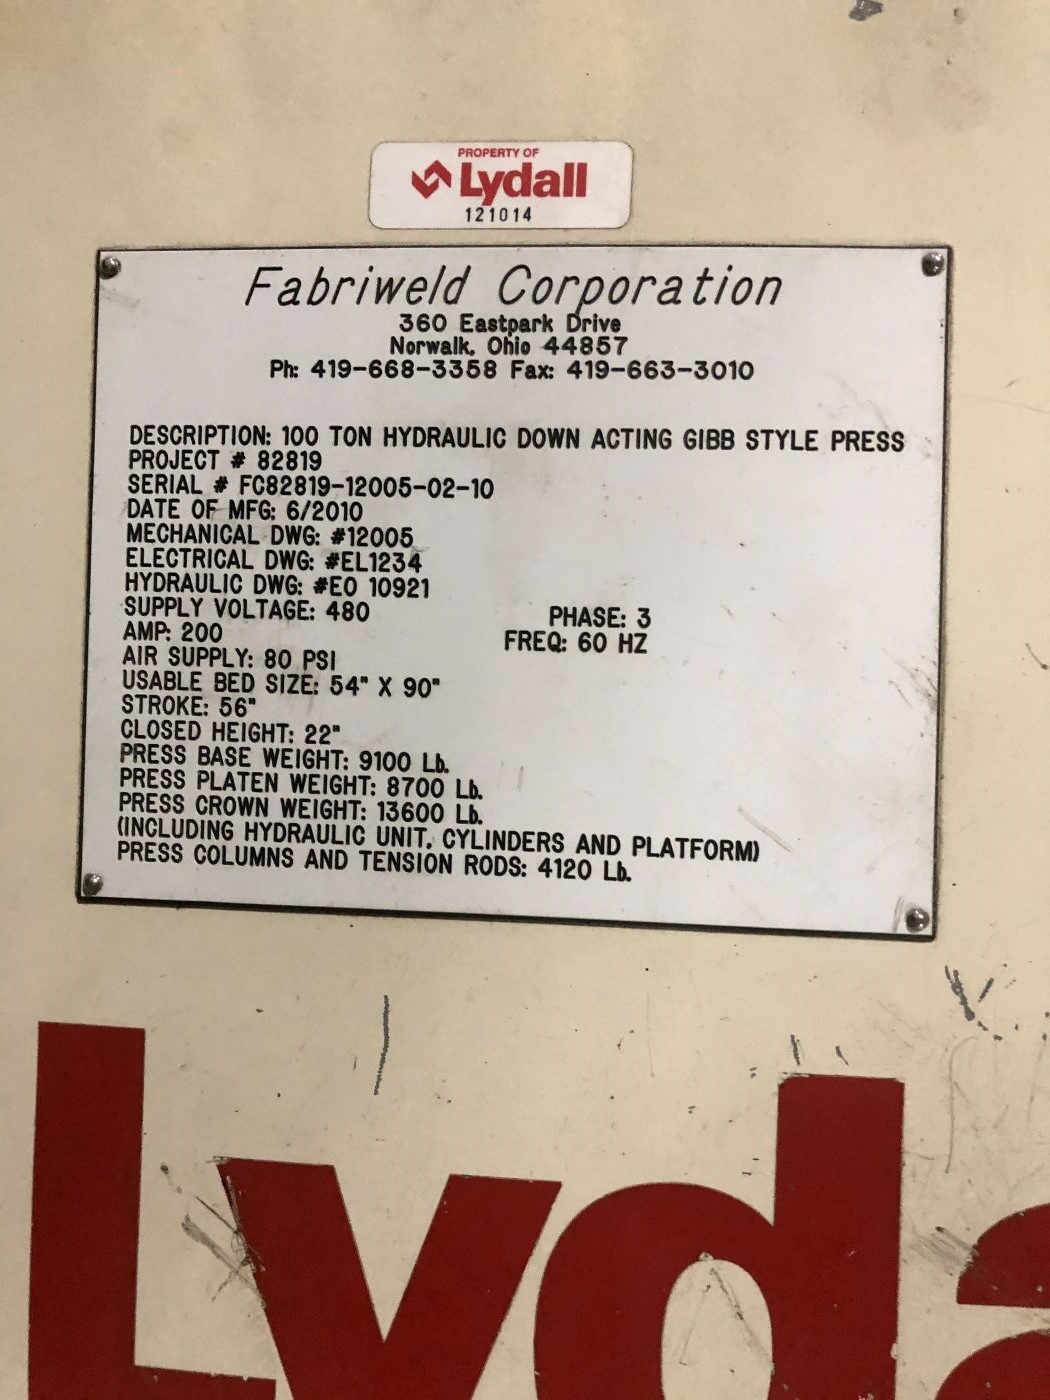 PROPERTY OF
Lydall
121014
Fabriweld Corporation
360 Eastpark Drive
Norwalk, Ohio 44857
Ph: 419-668-3358 Fax: 419-663-3010
DESCRIPTION: 100 TON HYDRAULIC DOWN ACTING GIBB STYLE PRESS
PROJECT # 82819
SERIAL # FC82819-12005-02-10
DATE OF MFG: 6/2010
MECHANICAL DWG: #12005
ELECTRICAL DWG: #EL1234
HYDRAULIC DWG: #EO 10921
SUPPLY VOLTAGE: 480 PHASE: 3
AMP: 200 FREQ: 60 HZ
AIR SUPPLY: 80 PSI
USABLE BED SIZE: 54" X 90"
STROKE: 56"
CLOSED HEIGHT: 22"
PRESS BASE WEIGHT: 9100 Lb.
PRESS PLATEN WEIGHT: 8700 Lb.
PRESS CROWN WEIGHT: 13600 Lb.
(INCLUDING HYDRAULIC UNIT, CYLINDERS AND PLATFORM)
PRESS COLUMNS AND TENSION RODS: 4120 Lb.
Lyda